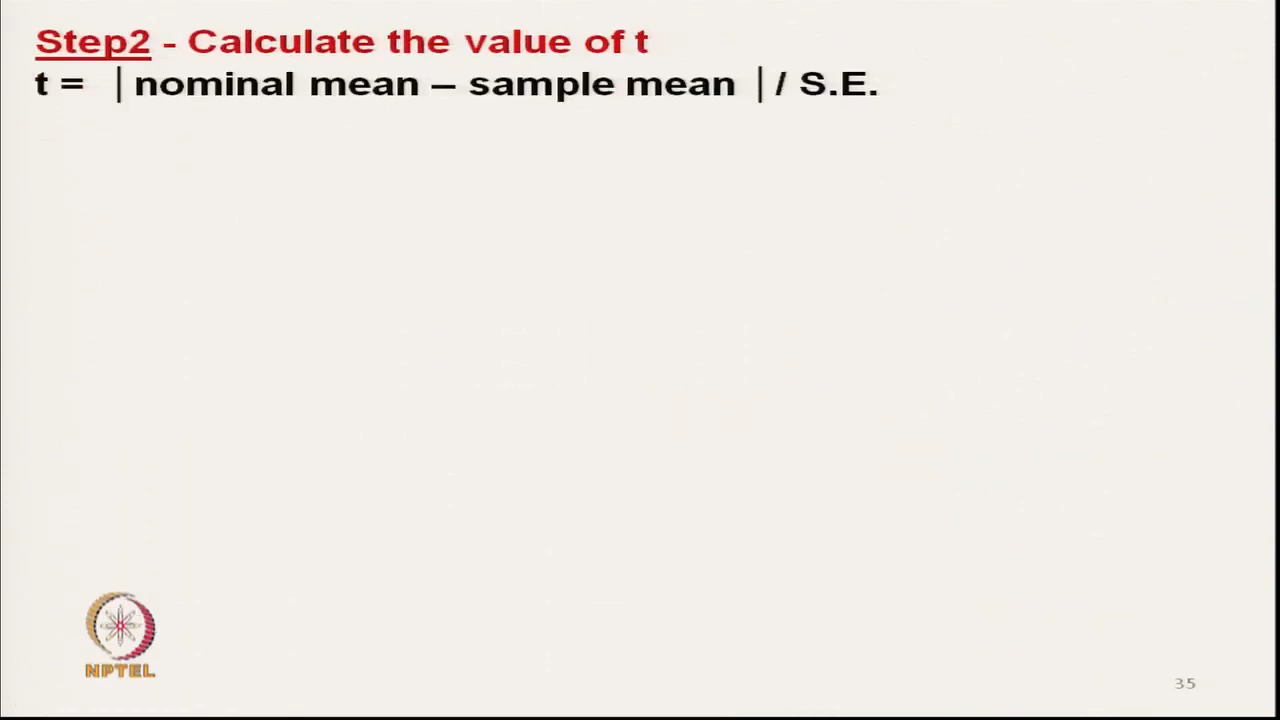 Step2 - Calculate the value of t
t = |nominal mean – sample mean | / S.E.
NPTEL
35